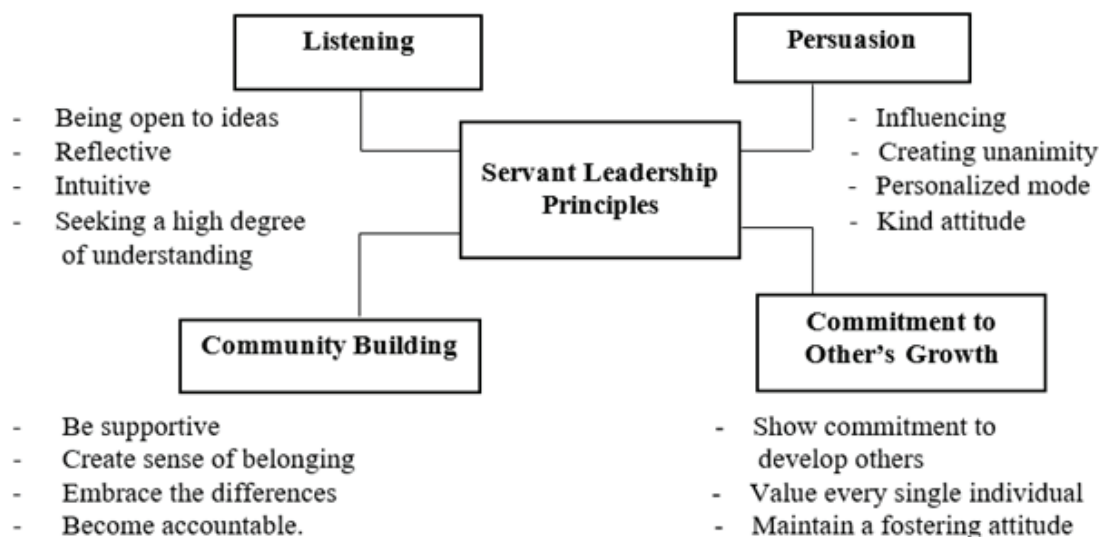 Listening
- Being open to ideas
- Reflective
- Intuitive
- Seeking a high degree
of understanding
Persuasion
- Influencing
- Creating unanimity
- Personalized mode
- Kind attitude
Servant Leadership
Principles
Community Building
- Be supportive
- Create sense of belonging
- Embrace the differences
- Become accountable.
Commitment to
Other's Growth
- Show commitment to
develop others
- Value every single individual
- Maintain a fostering attitude